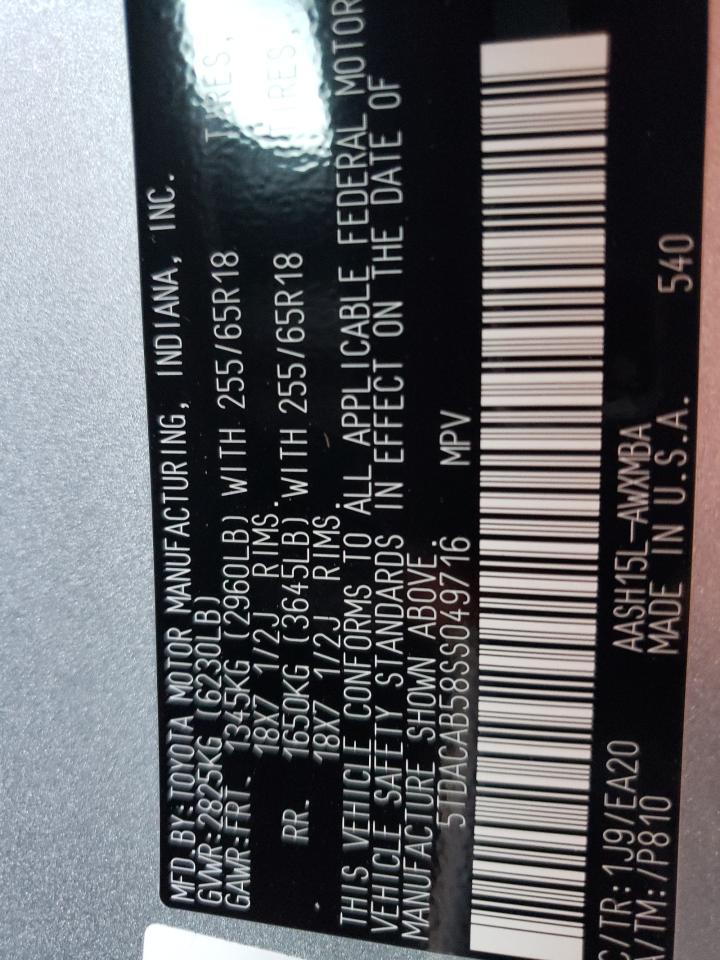 MFD.BY:TOYOTA MOTOR MANUFACTURING, INDIANA, INC.
GVWR:2825KG (6230LB)
GAWR:FRT. 1345KG (2960LB) WITH 255/65R18 TIRES,
18X7 1/2J RIMS.
RR. 1650KG (3645LB) WITH 255/65R18 TIRES,
18X7 1/2J RIMS.
THIS VEHICLE CONFORMS TO ALL APPLICABLE FEDERAL MOTOR
VEHICLE SAFETY STANDARDS IN EFFECT ON THE DATE OF
MANUFACTURE SHOWN ABOVE.
5TDACAB58SS049716 MPV
C/TR:1J9/EA20 AASH15L-AWXMBA
A/TM:/P810 MADE IN U.S.A. 540